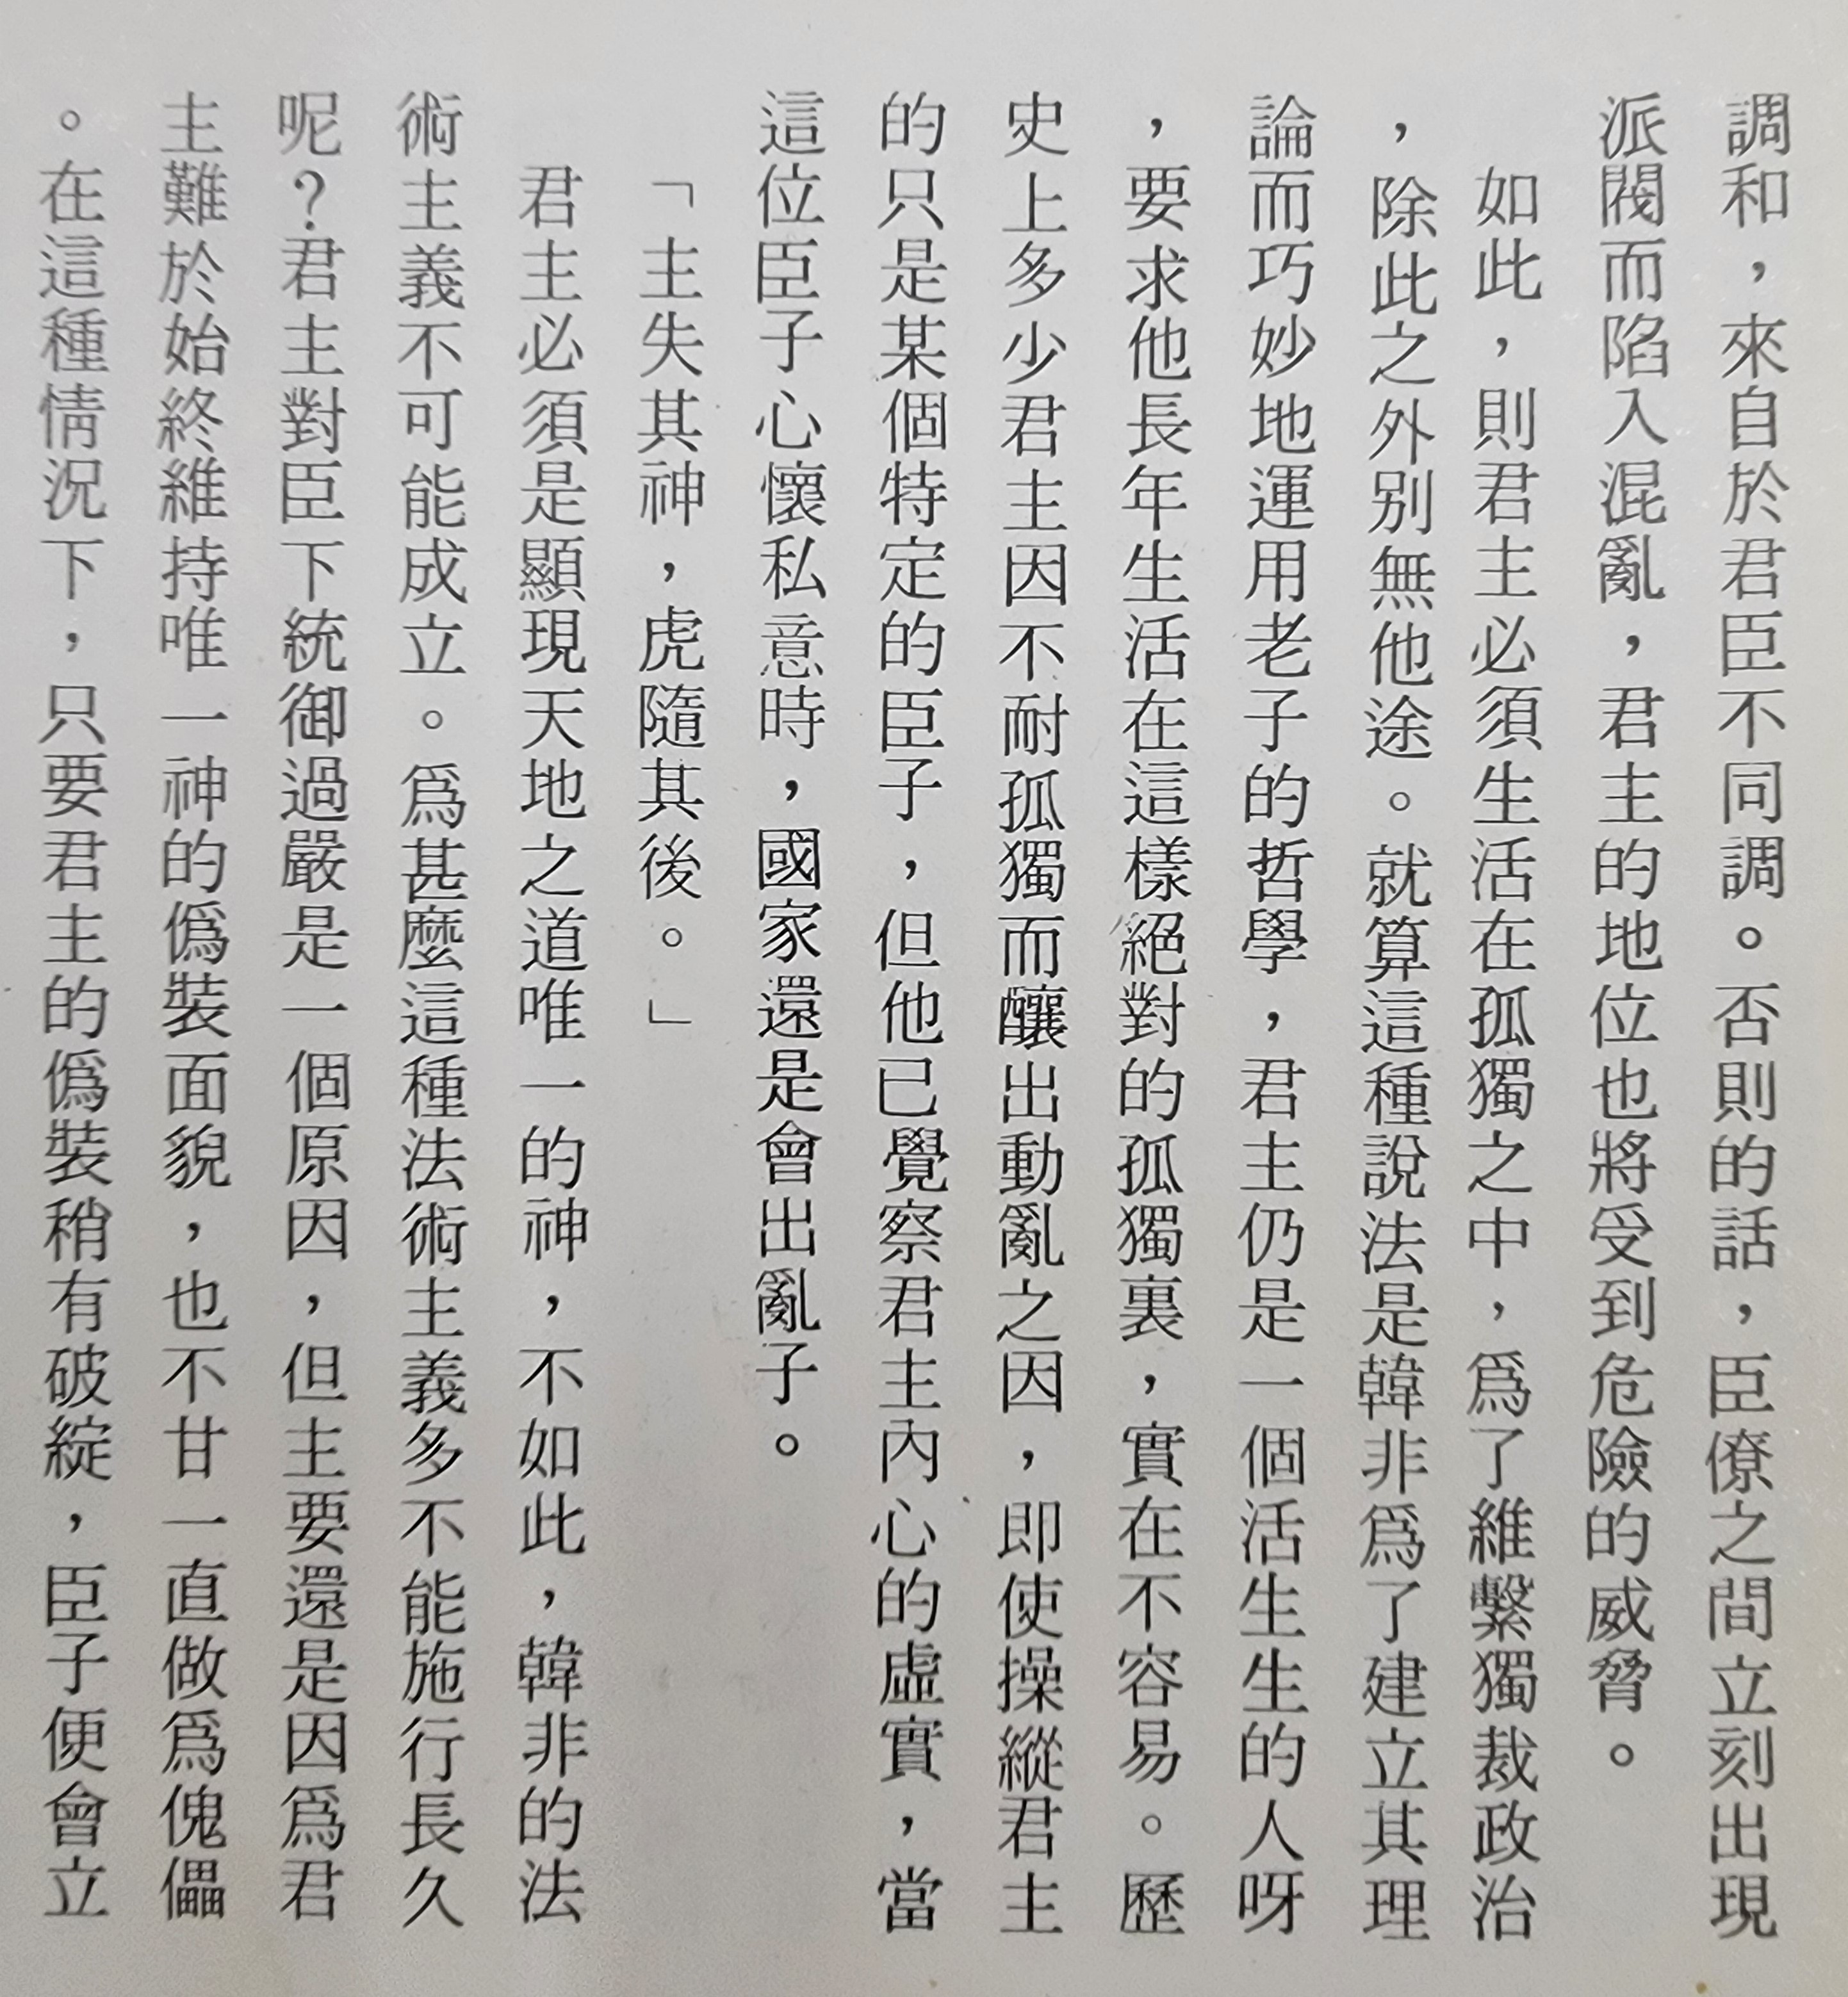 調和，來自於君臣不同調。否則的話，臣僚之間立刻出現
派閥而陷入混亂，君主的地位也將受到危險的威脅。
如此，則君主必須生活在孤獨之中，爲了維繫獨裁政治
，除此之外別無他途。就算這種說法是韓非爲了建立其理
論而巧妙地運用老子的哲學，君主仍是一個活生生的人呀
，要求他長年生活在這樣絕對的孤獨裏，實在不容易。歷
史上多少君主因不耐孤獨而釀出動亂之因，即使操縱君主
的只是某個特定的臣子，但他已覺察君主內心的虛實，當
這位臣子心懷私意時，國家還是會出亂子。
「主失其神，虎隨其後。」
君主必須是顯現天地之道唯一的神，不如此，韓非的法
術主義不可能成立。爲甚麼這種法術主義多不能施行長久
呢？君主對臣下統御過嚴是一個原因，但主要還是因爲君
主難於始終維持唯一神的僞裝面貌，也不甘一直做爲傀儡
。在這種情況下，只要君主的僞裝稍有破綻，臣子便會立